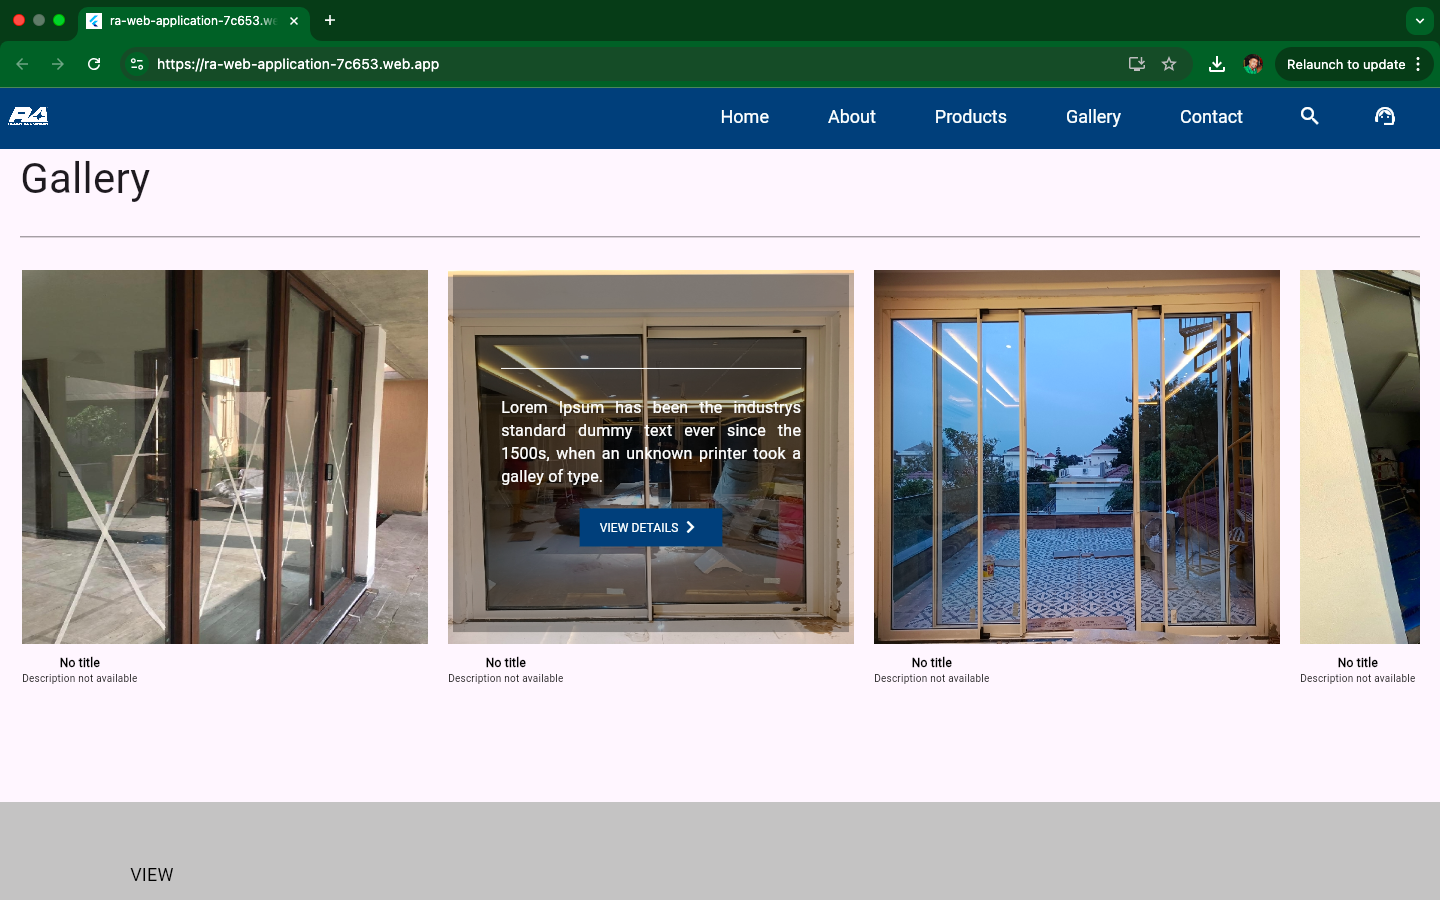 ra-web-application-7c653.we
https://ra-web-application-7c653.web.app
Relaunch to update
RA
Home
About
Products
Gallery
Contact
Gallery
Lorem Ipsum has been the industrys
standard dummy text ever since the
1500s, when an unknown printer took a
galley of type.
VIEW DETAILS
No title
Description not available
No title
Description not available
No title
Description not available
No title
Description not available
VIEW